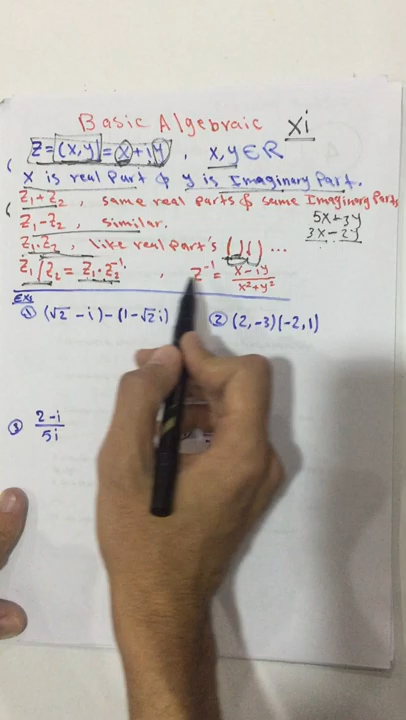 Basic Algebraic xi
Z = (X,Y) = X+iY , X,Y ∈ R
X is real Part & Y is Imaginary Part.
Z1+Z2 , same real Parts & same Imaginary Parts
Z1-Z2 , similar. 5X+3Y
3X-2Y
Z1·Z2 , like real Part's ( )( ) ...
Z1/Z2 = Z1·Z2^-1 , Z^-1 = X-iY / X²+Y²
Exs
① (√2 - i) - (1 - √2i) ② (2,-3)(-2,1)
③ 2-i / 5i